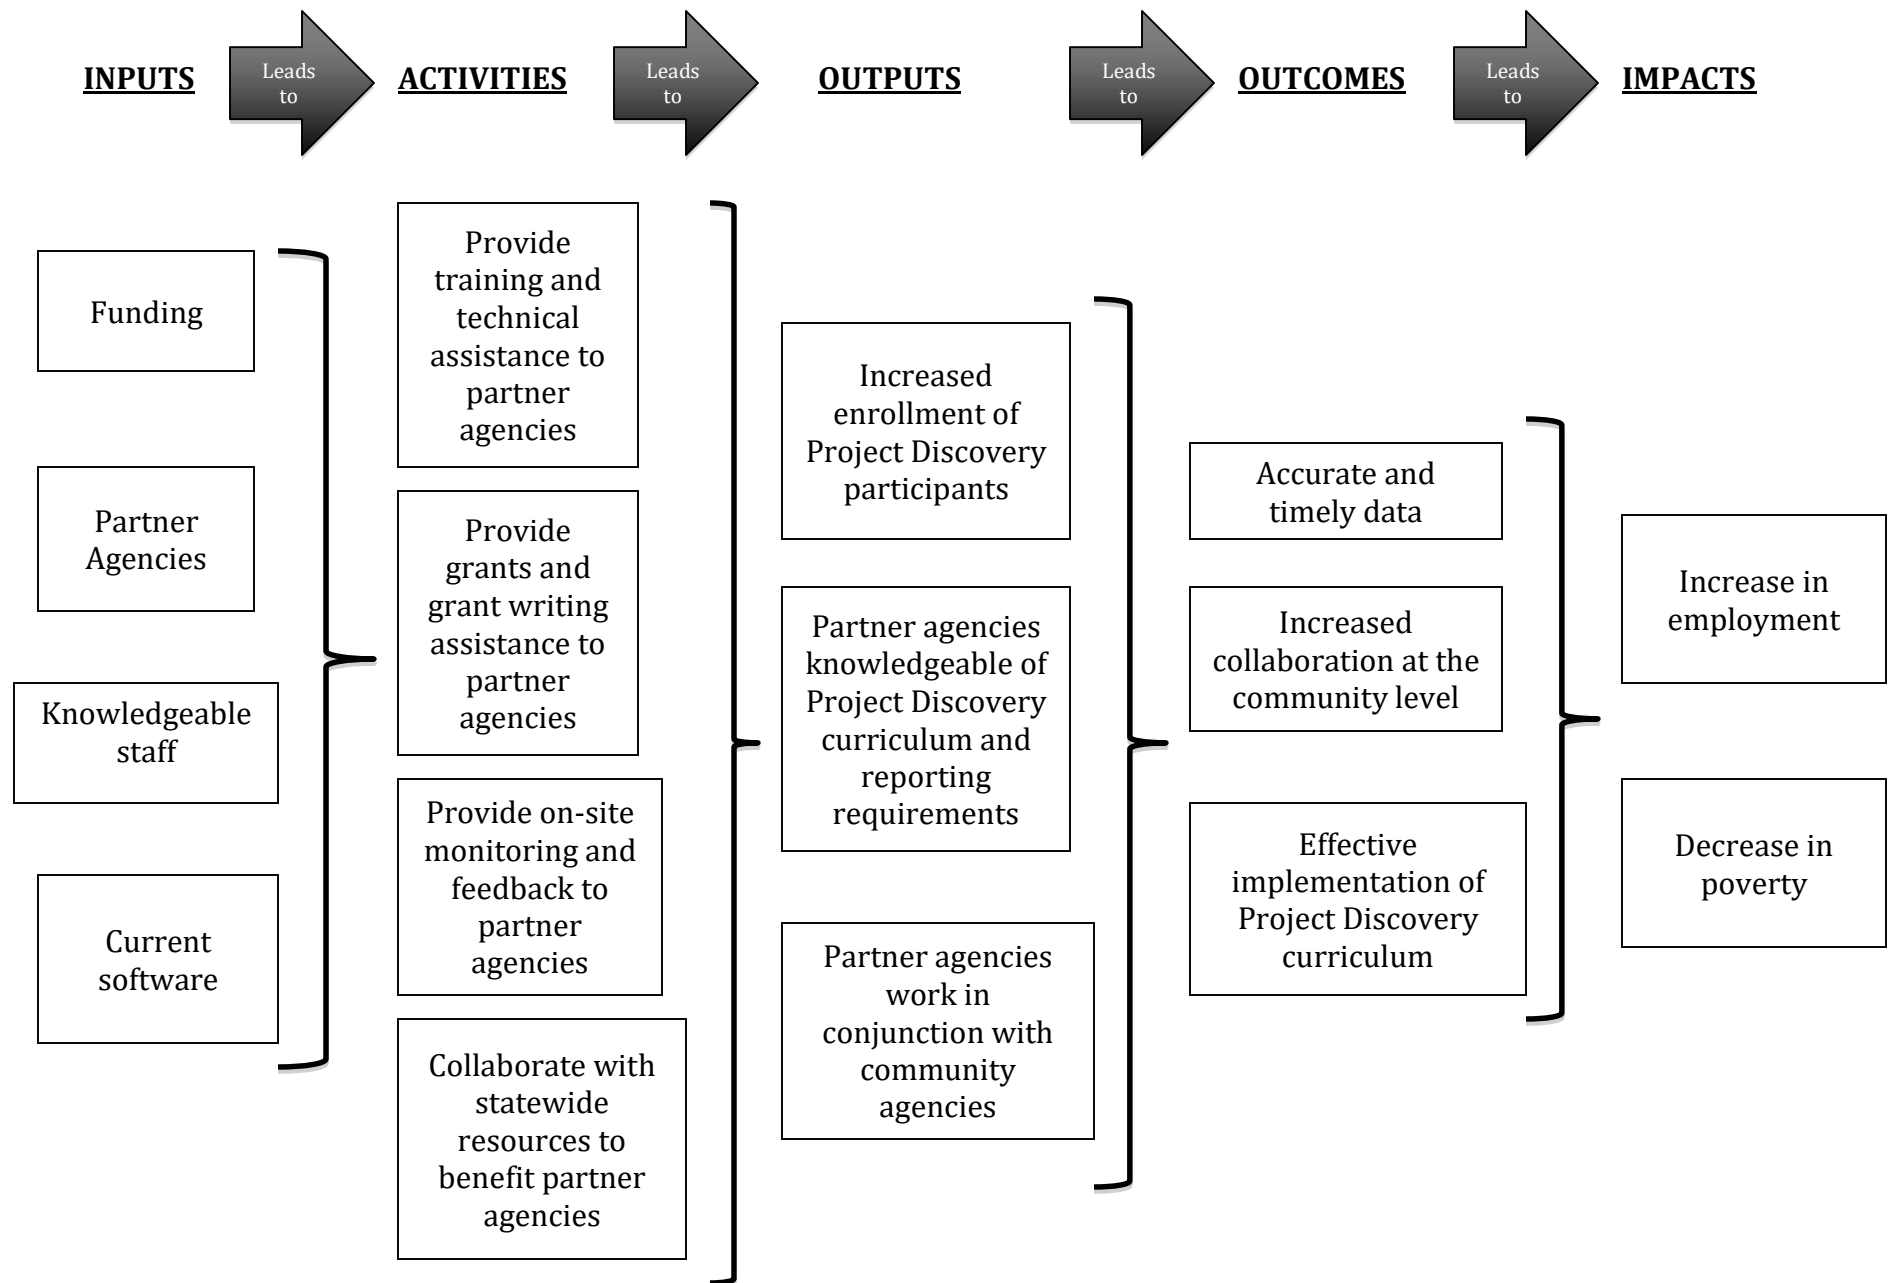 INPUTS
Leads
to
ACTIVITIES
Leads
to
OUTPUTS
Leads
to
OUTCOMES
Leads
to
IMPACTS
Funding
Partner
Agencies
Knowledgeable
staff
Current
software
Provide
training and
technical
assistance to
partner
agencies
Provide
grants and
grant writing
assistance to
partner
agencies
Provide on-site
monitoring and
feedback to
partner
agencies
Collaborate with
statewide
resources to
benefit partner
agencies
Increased
enrollment of
Project Discovery
participants
Partner agencies
knowledgeable of
Project Discovery
curriculum and
reporting
requirements
Partner agencies
work in
conjunction with
community
agencies
Accurate and
timely data
Increased
collaboration at the
community level
Effective
implementation of
Project Discovery
curriculum
Increase in
employment
Decrease in
poverty